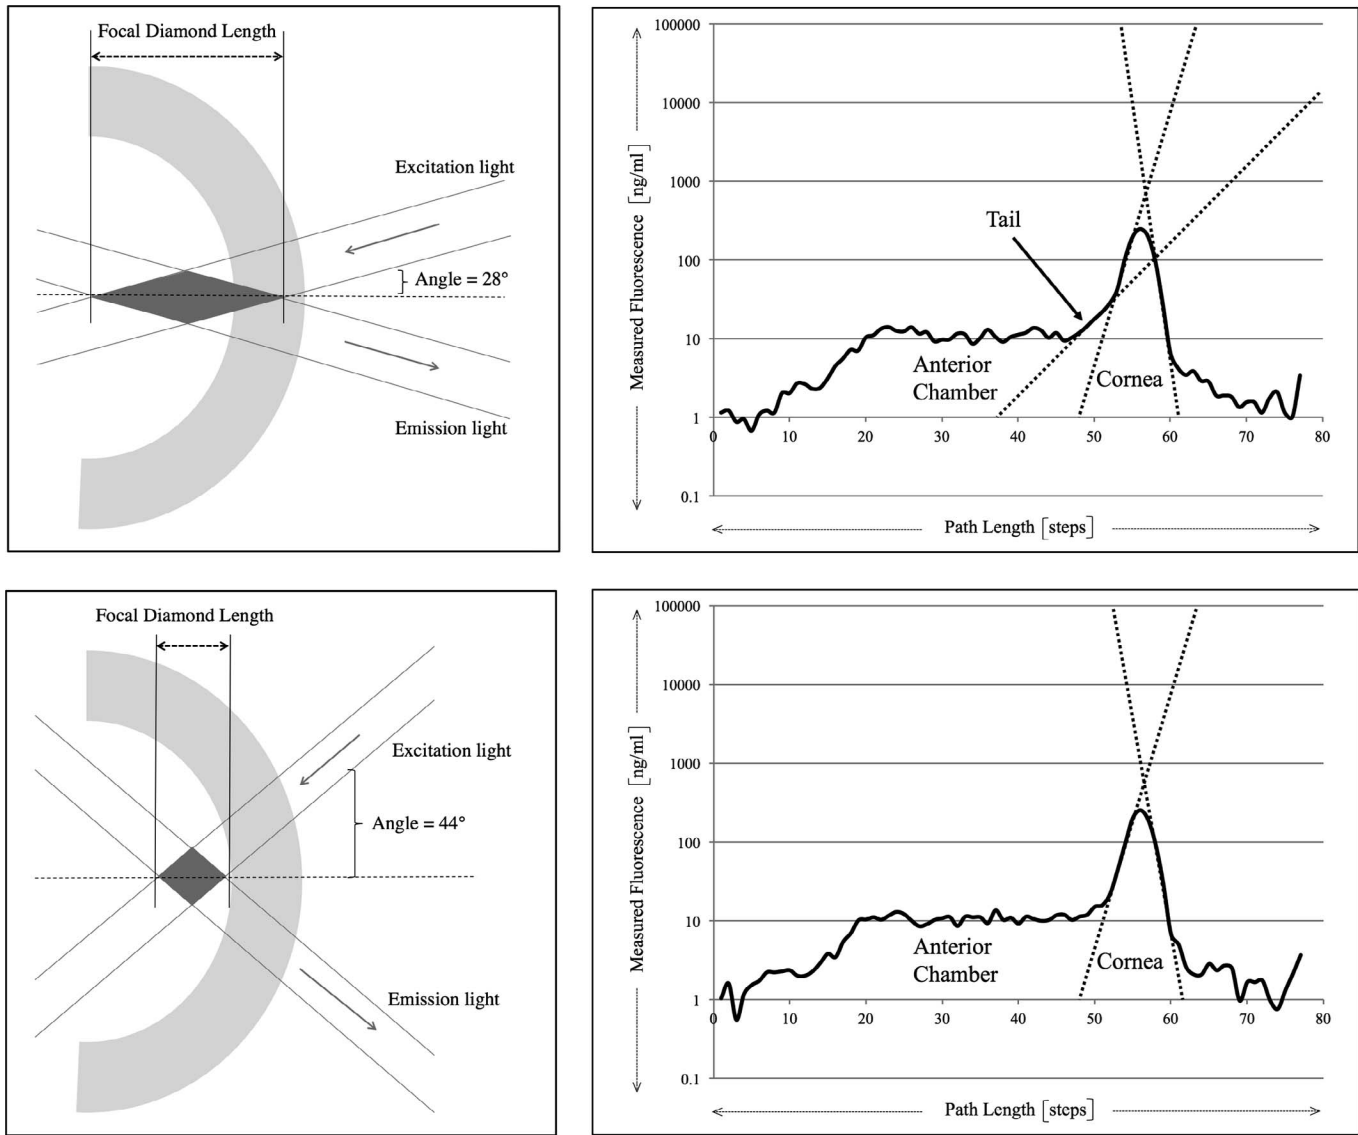 Focal Diamond Length
Excitation light
Angle = 28°
Emission light
100000
10000
1000
100
10
1
0.1
Measured Fluorescence [ng/ml]
Tail
Anterior
Chamber
Cornea
0 10 20 30 40 50 60 70 80
Path Length [steps]
Focal Diamond Length
Excitation light
Angle = 44°
Emission light
100000
10000
1000
100
10
1
0.1
Measured Fluorescence [ng/ml]
Anterior
Chamber
Cornea
0 10 20 30 40 50 60 70 80
Path Length [steps]